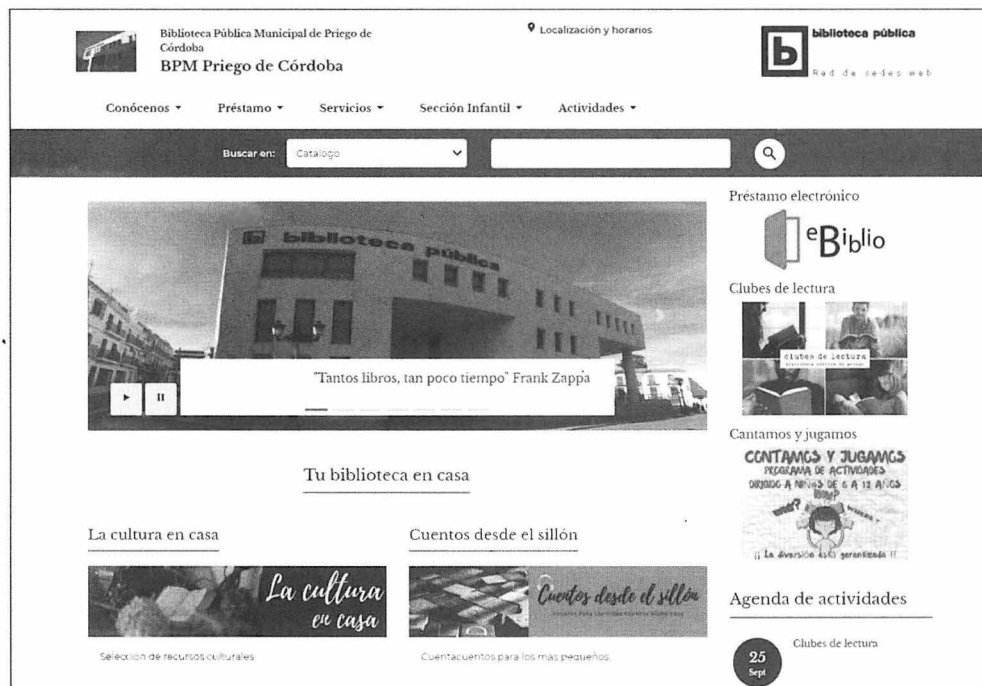 Biblioteca Pública Municipal de Priego de
Córdoba
BPM Priego de Córdoba
Localización y horarios
biblioteca pública
Red de sedes web
Conócenos
Préstamo
Servicios
Sección Infantil
Actividades
Buscar en:
Catálogo
biblioteca pública
"Tantos libros, tan poco tiempo" Frank Zappa
Préstamo electrónico
eBiblio
Clubes de lectura
clubes de lectura
Cantamos y jugamos
CONTAMOS Y JUGAMOS
PROGRAMA DE ACTIVIDADES
DIRIGIDO A NIÑOS DE 6 A 12 AÑOS
WHERE?
¡¡ La diversión está garantizada !!
Tu biblioteca en casa
La cultura en casa
La cultura
en casa
Selección de recursos culturales.
Cuentos desde el sillón
Cuentos desde el sillón
Cuentacuentos para los más pequeños.
Agenda de actividades
25
Sept
Clubes de lectura